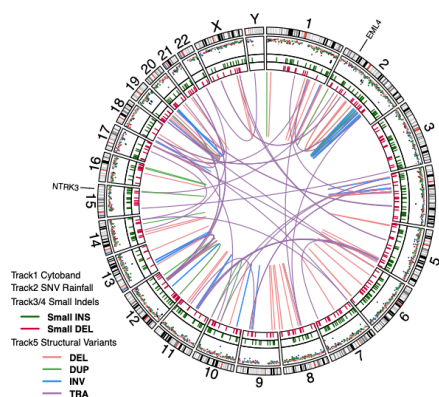 X
Y
1
2
3
5
6
7
8
9
10
11
12
13
14
15
16
17
18
19
20
21
22
EML4
NTRK3
Track1 Cytoband
Track2 SNV Rainfall
Track3/4 Small Indels
Small INS
Small DEL
Track5 Structural Variants
DEL
DUP
INV
TRA